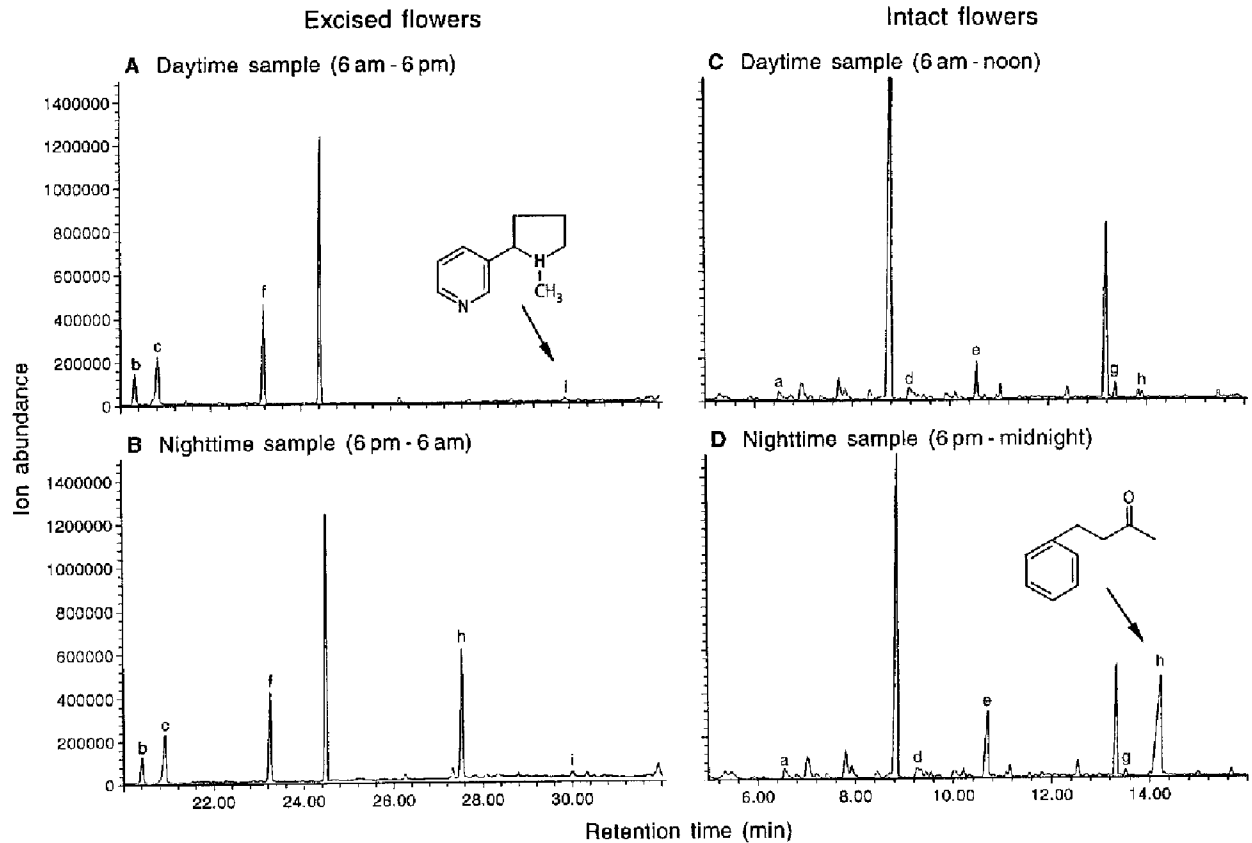 Excised flowers
Intact flowers
A Daytime sample (6 am - 6 pm)
1400000
1200000
1000000
800000
600000
400000
200000
0
b
c
f
H
CH3
N
i
C Daytime sample (6 am - noon)
a
d
e
g
h
Ion abundance
B Nighttime sample (6 pm - 6 am)
1400000
1200000
1000000
800000
600000
400000
200000
0
b
c
f
h
i
22.00
24.00
26.00
28.00
30.00
D Nighttime sample (6 pm - midnight)
O
a
d
e
g
h
6.00
8.00
10.00
12.00
14.00
Retention time (min)